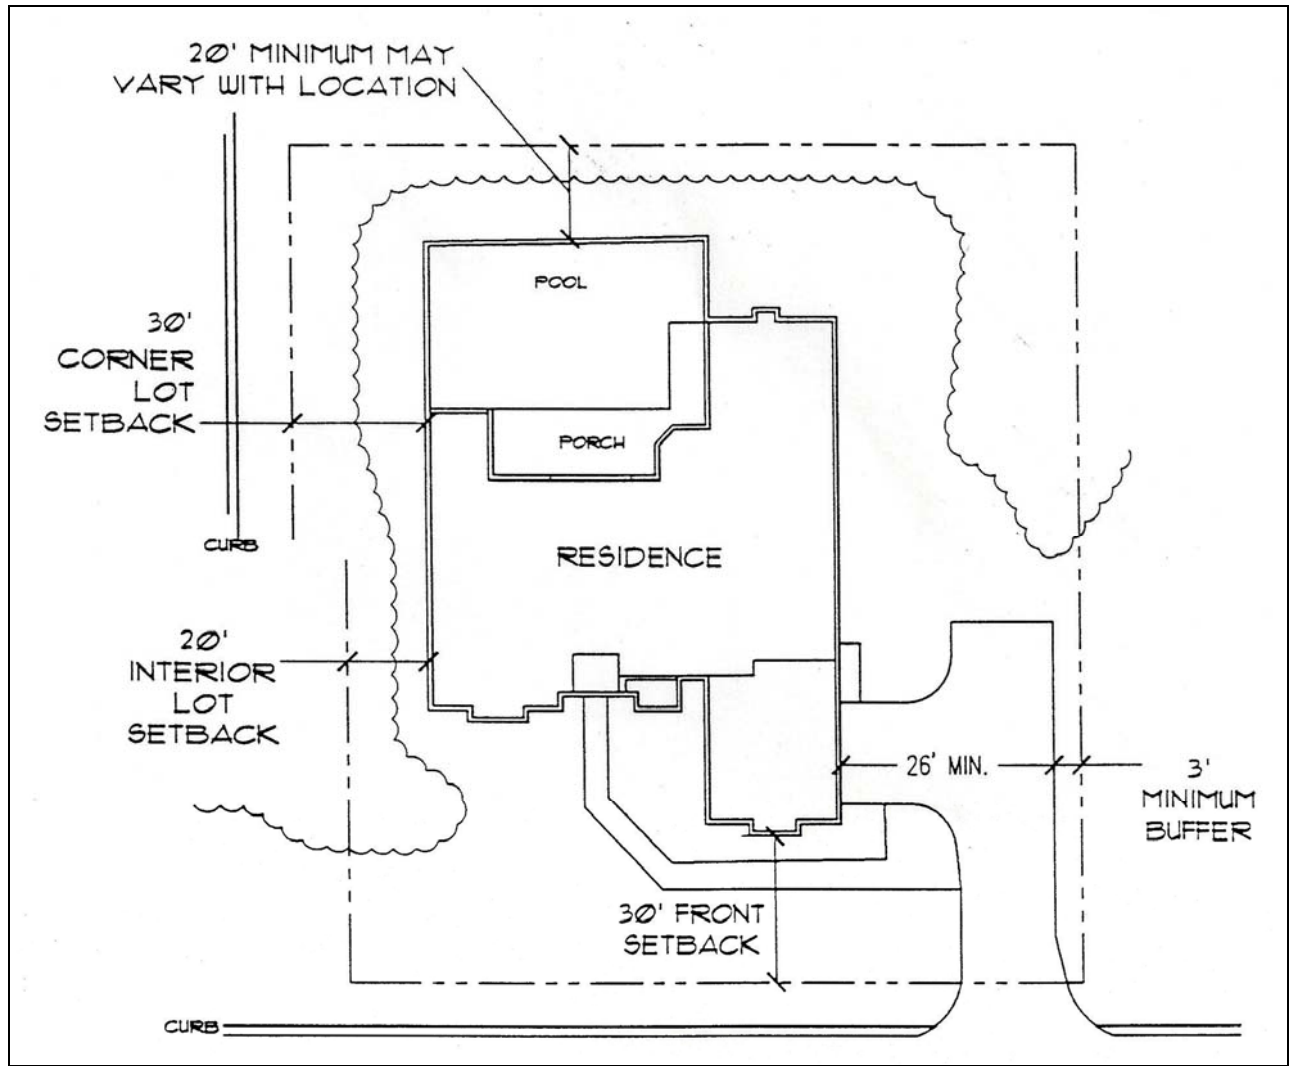 20' MINIMUM MAY
VARY WITH LOCATION
POOL
30'
CORNER
LOT
SETBACK
PORCH
CURB
RESIDENCE
20'
INTERIOR
LOT
SETBACK
26' MIN.
3'
MINIMUM
BUFFER
30' FRONT
SETBACK
CURB